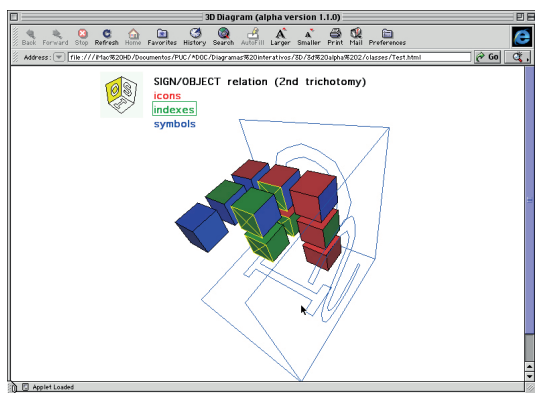 3D Diagram (alpha version 1.1.0)
Back Forward Stop Refresh Home Favorites History Search AutoFill Larger Smaller Print Mail Preferences
Address: file:///iMac%20HD/Documentos/PUC/*DOC/Diagramas%20interativos/3D/3d%20alpha%202/classes/Test.html Go
SIGN/OBJECT relation (2nd trichotomy)
icons
indexes
symbols
Applet Loaded